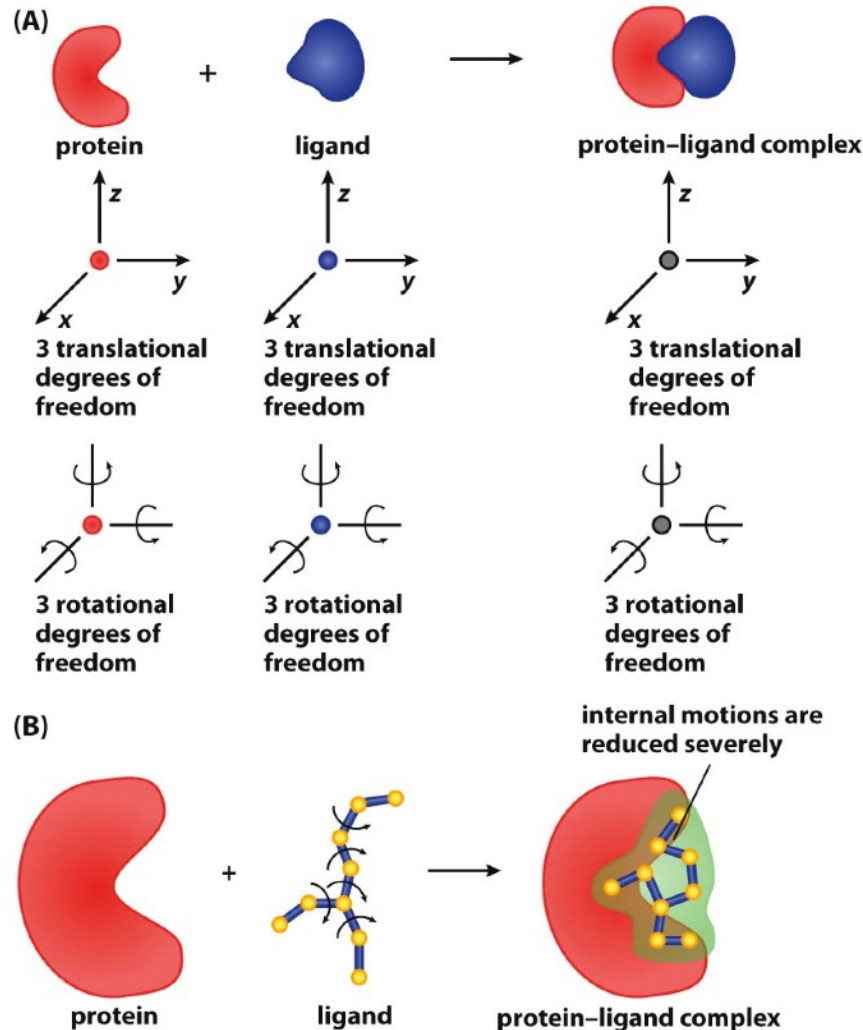 (A)
+
protein
ligand
protein–ligand complex
z
y
x
z
y
x
z
y
x
3 translational
degrees of
freedom
3 translational
degrees of
freedom
3 translational
degrees of
freedom
3 rotational
degrees of
freedom
3 rotational
degrees of
freedom
3 rotational
degrees of
freedom
(B)
internal motions are
reduced severely
+
protein
ligand
protein–ligand complex